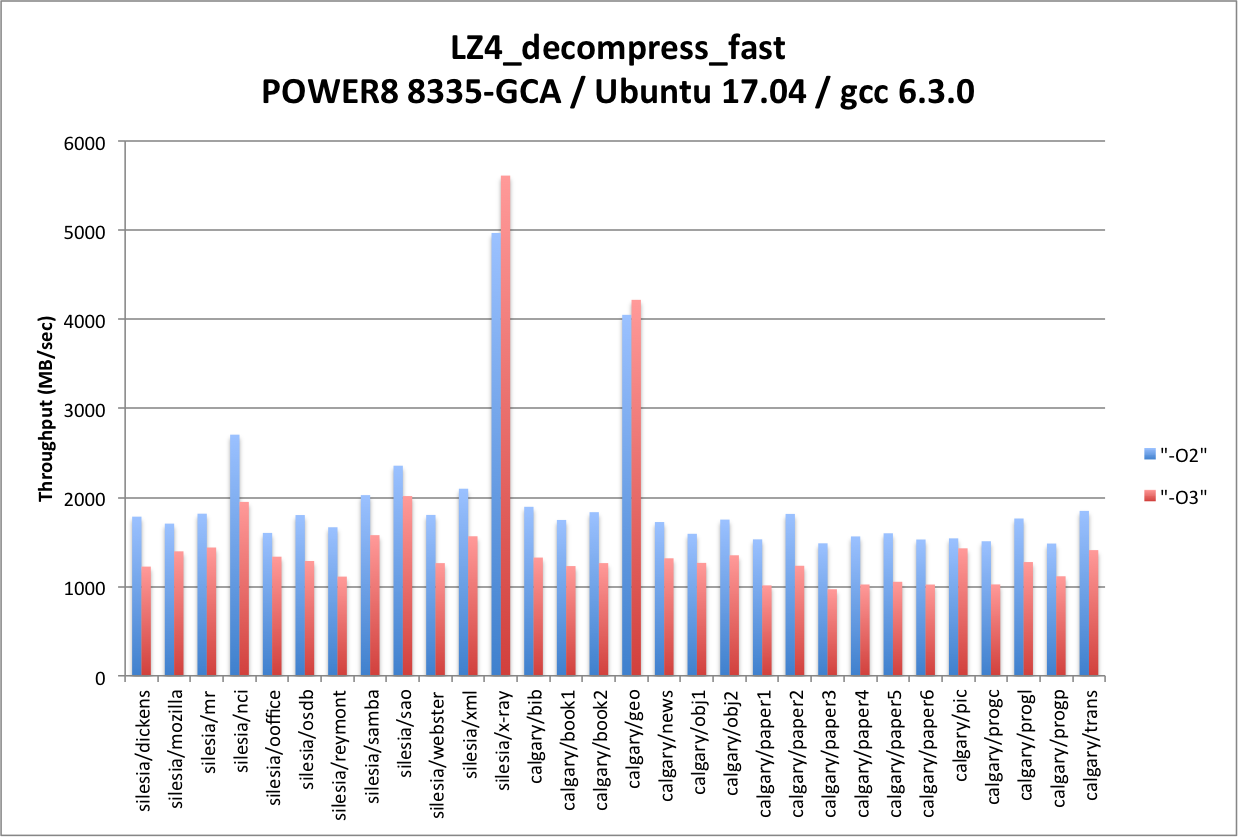 LZ4_decompress_fast
POWER8 8335-GCA / Ubuntu 17.04 / gcc 6.3.0
Throughput (MB/sec)
6000
5000
4000
3000
2000
1000
0
silesia/dickens
silesia/mozilla
silesia/mr
silesia/nci
silesia/ooffice
silesia/osdb
silesia/reymont
silesia/samba
silesia/sao
silesia/webster
silesia/xml
silesia/x-ray
calgary/bib
calgary/book1
calgary/book2
calgary/geo
calgary/news
calgary/obj1
calgary/obj2
calgary/paper1
calgary/paper2
calgary/paper3
calgary/paper4
calgary/paper5
calgary/paper6
calgary/pic
calgary/progc
calgary/progl
calgary/progp
calgary/trans
"-O2"
"-O3"